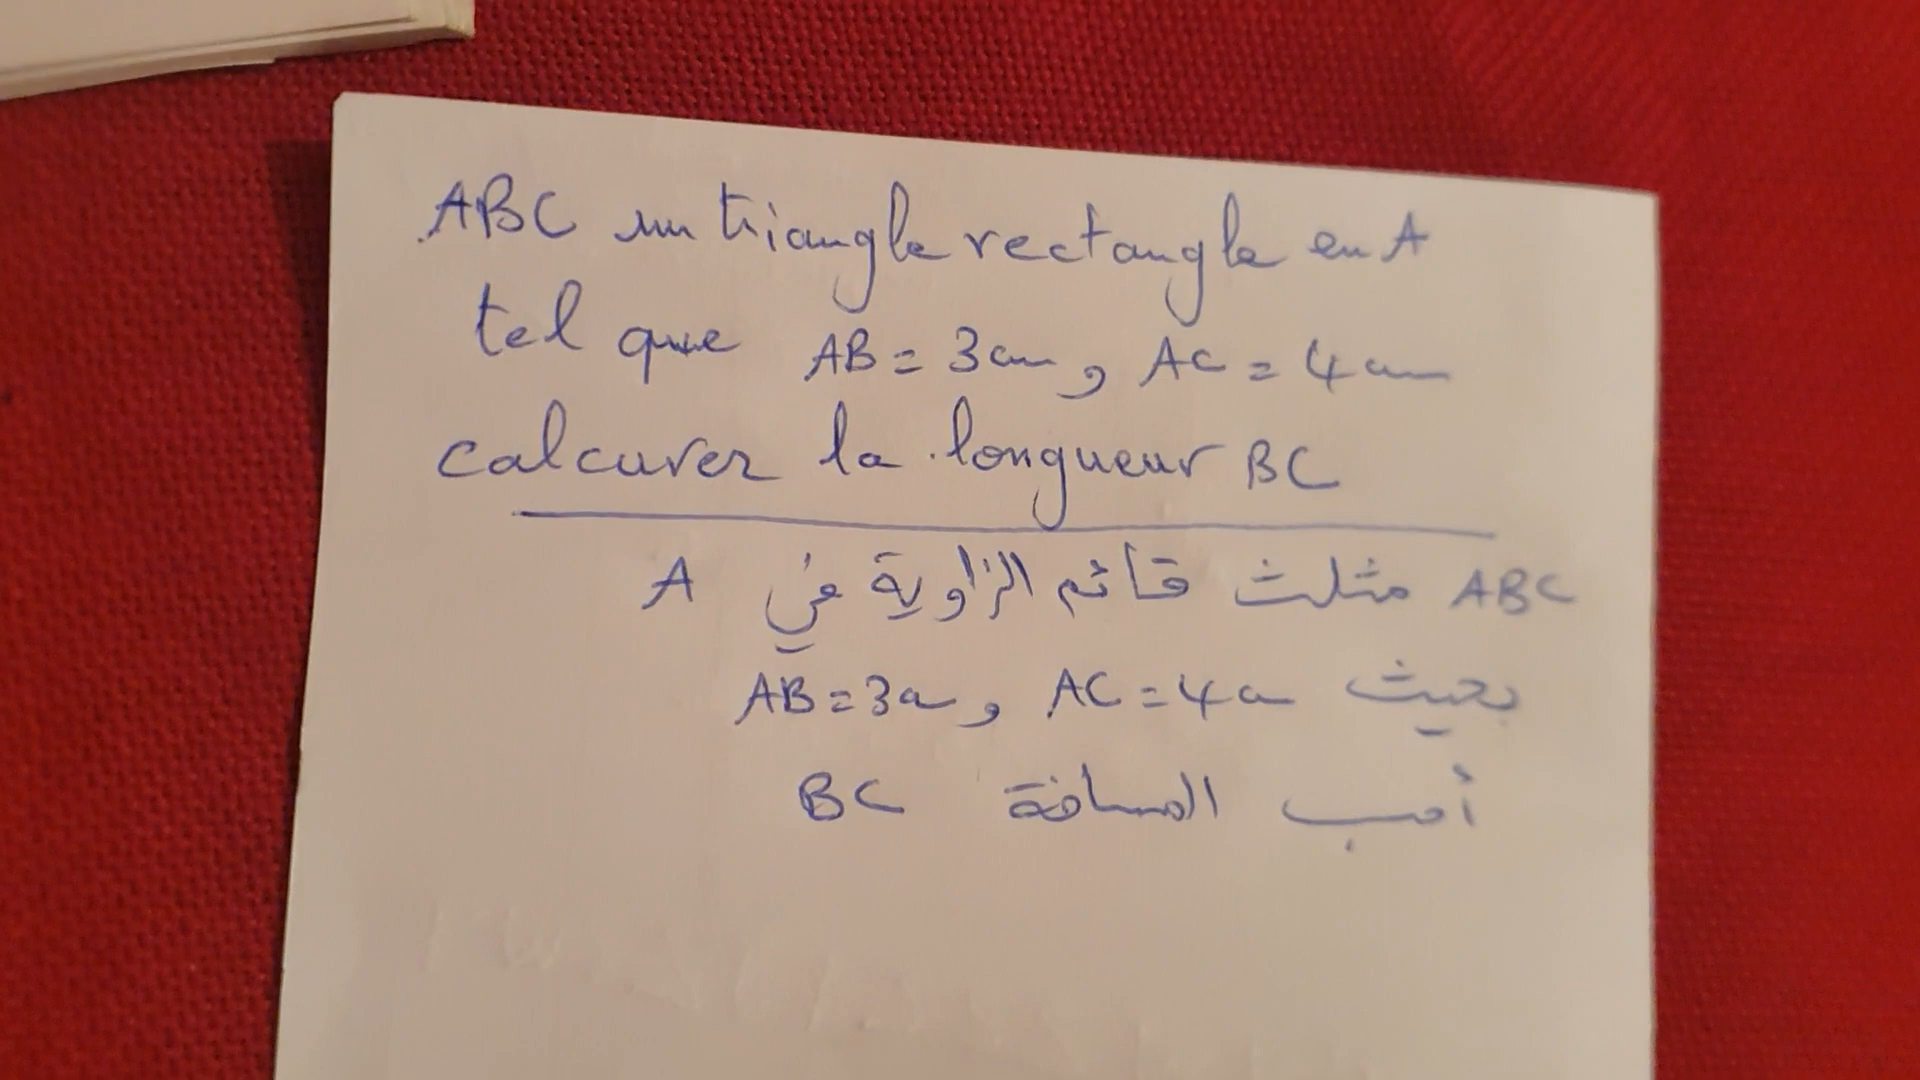 ABC un triangle rectangle en A
tel que AB = 3cm, AC = 4cm
calcurer la longueur BC
ABC مثلث قائم الزاوية في A
بحيث AB = 3cm, AC = 4cm
أحسب المسافة BC